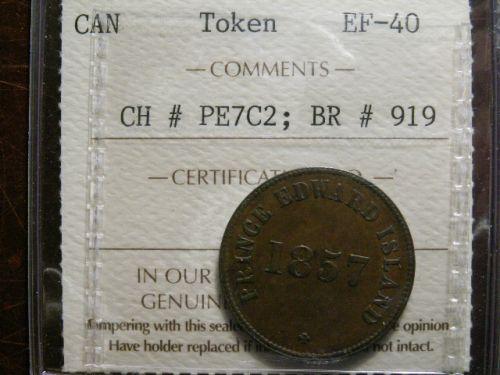 CAN Token EF-40
— COMMENTS —
CH # PE7C2; BR # 919
— CERTIFICAT
PRINCE EDWARD ISLAND
1857
IN OUR
GENUIN
Tampering with this seale e opinion
Have holder replaced if not intact.